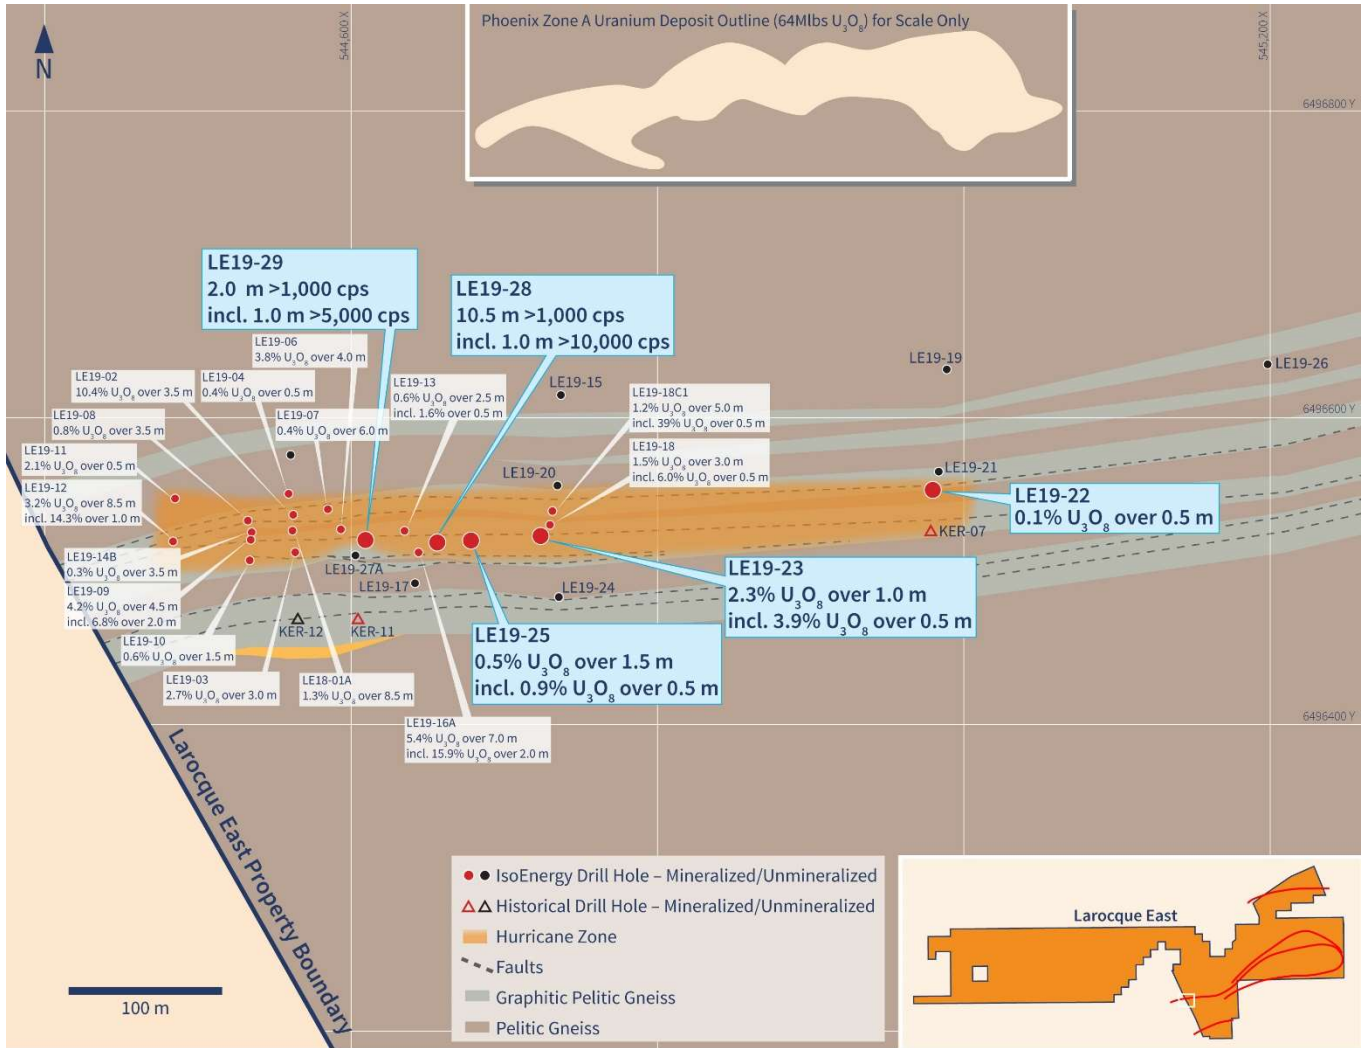 Phoenix Zone A Uranium Deposit Outline (64Mlbs U₃O₈) for Scale Only
N
544,600 X
545,200 X
6496800 Y
LE19-29
2.0 m >1,000 cps
incl. 1.0 m >5,000 cps
LE19-28
10.5 m >1,000 cps
incl. 1.0 m >10,000 cps
LE19-06
3.8% U₃O₈ over 4.0 m
LE19-02
10.4% U₃O₈ over 3.5 m
LE19-04
0.4% U₃O₈ over 0.5 m
LE19-13
0.6% U₃O₈ over 2.5 m
incl. 1.6% over 0.5 m
LE19-15
LE19-19
LE19-26
LE19-18C1
1.2% U₃O₈ over 5.0 m
incl. 39% U₃O₈ over 0.5 m
6496600 Y
LE19-08
0.8% U₃O₈ over 3.5 m
LE19-07
0.4% U₃O₈ over 6.0 m
LE19-11
2.1% U₃O₈ over 0.5 m
LE19-18
1.5% U₃O₈ over 3.0 m
incl. 6.0% U₃O₈ over 0.5 m
LE19-20
LE19-21
LE19-12
3.2% U₃O₈ over 8.5 m
incl. 14.3% over 1.0 m
LE19-22
0.1% U₃O₈ over 0.5 m
KER-07
LE19-14B
0.3% U₃O₈ over 3.5 m
LE19-27A
LE19-17
LE19-24
LE19-23
2.3% U₃O₈ over 1.0 m
incl. 3.9% U₃O₈ over 0.5 m
LE19-09
4.2% U₃O₈ over 4.5 m
incl. 6.8% over 2.0 m
KER-12
KER-11
LE19-25
0.5% U₃O₈ over 1.5 m
incl. 0.9% U₃O₈ over 0.5 m
LE19-10
0.6% U₃O₈ over 1.5 m
LE19-03
2.7% U₃O₈ over 3.0 m
LE18-01A
1.3% U₃O₈ over 8.5 m
LE19-16A
5.4% U₃O₈ over 7.0 m
incl. 15.9% U₃O₈ over 2.0 m
6496400 Y
Larocque East Property Boundary
100 m
IsoEnergy Drill Hole – Mineralized/Unmineralized
Historical Drill Hole – Mineralized/Unmineralized
Hurricane Zone
Faults
Graphitic Pelitic Gneiss
Pelitic Gneiss
Larocque East